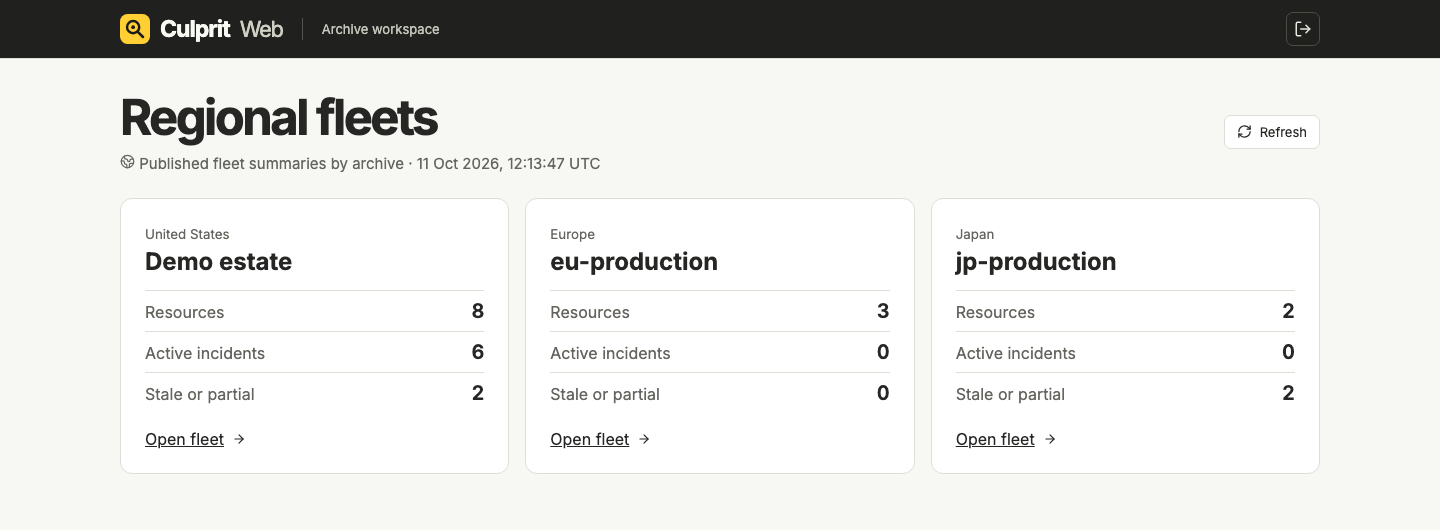 Culprit Web
Archive workspace
Regional fleets
Refresh
Published fleet summaries by archive · 11 Oct 2026, 12:13:47 UTC
United States
Demo estate
Resources 8
Active incidents 6
Stale or partial 2
Open fleet →
Europe
eu-production
Resources 3
Active incidents 0
Stale or partial 0
Open fleet →
Japan
jp-production
Resources 2
Active incidents 0
Stale or partial 2
Open fleet →